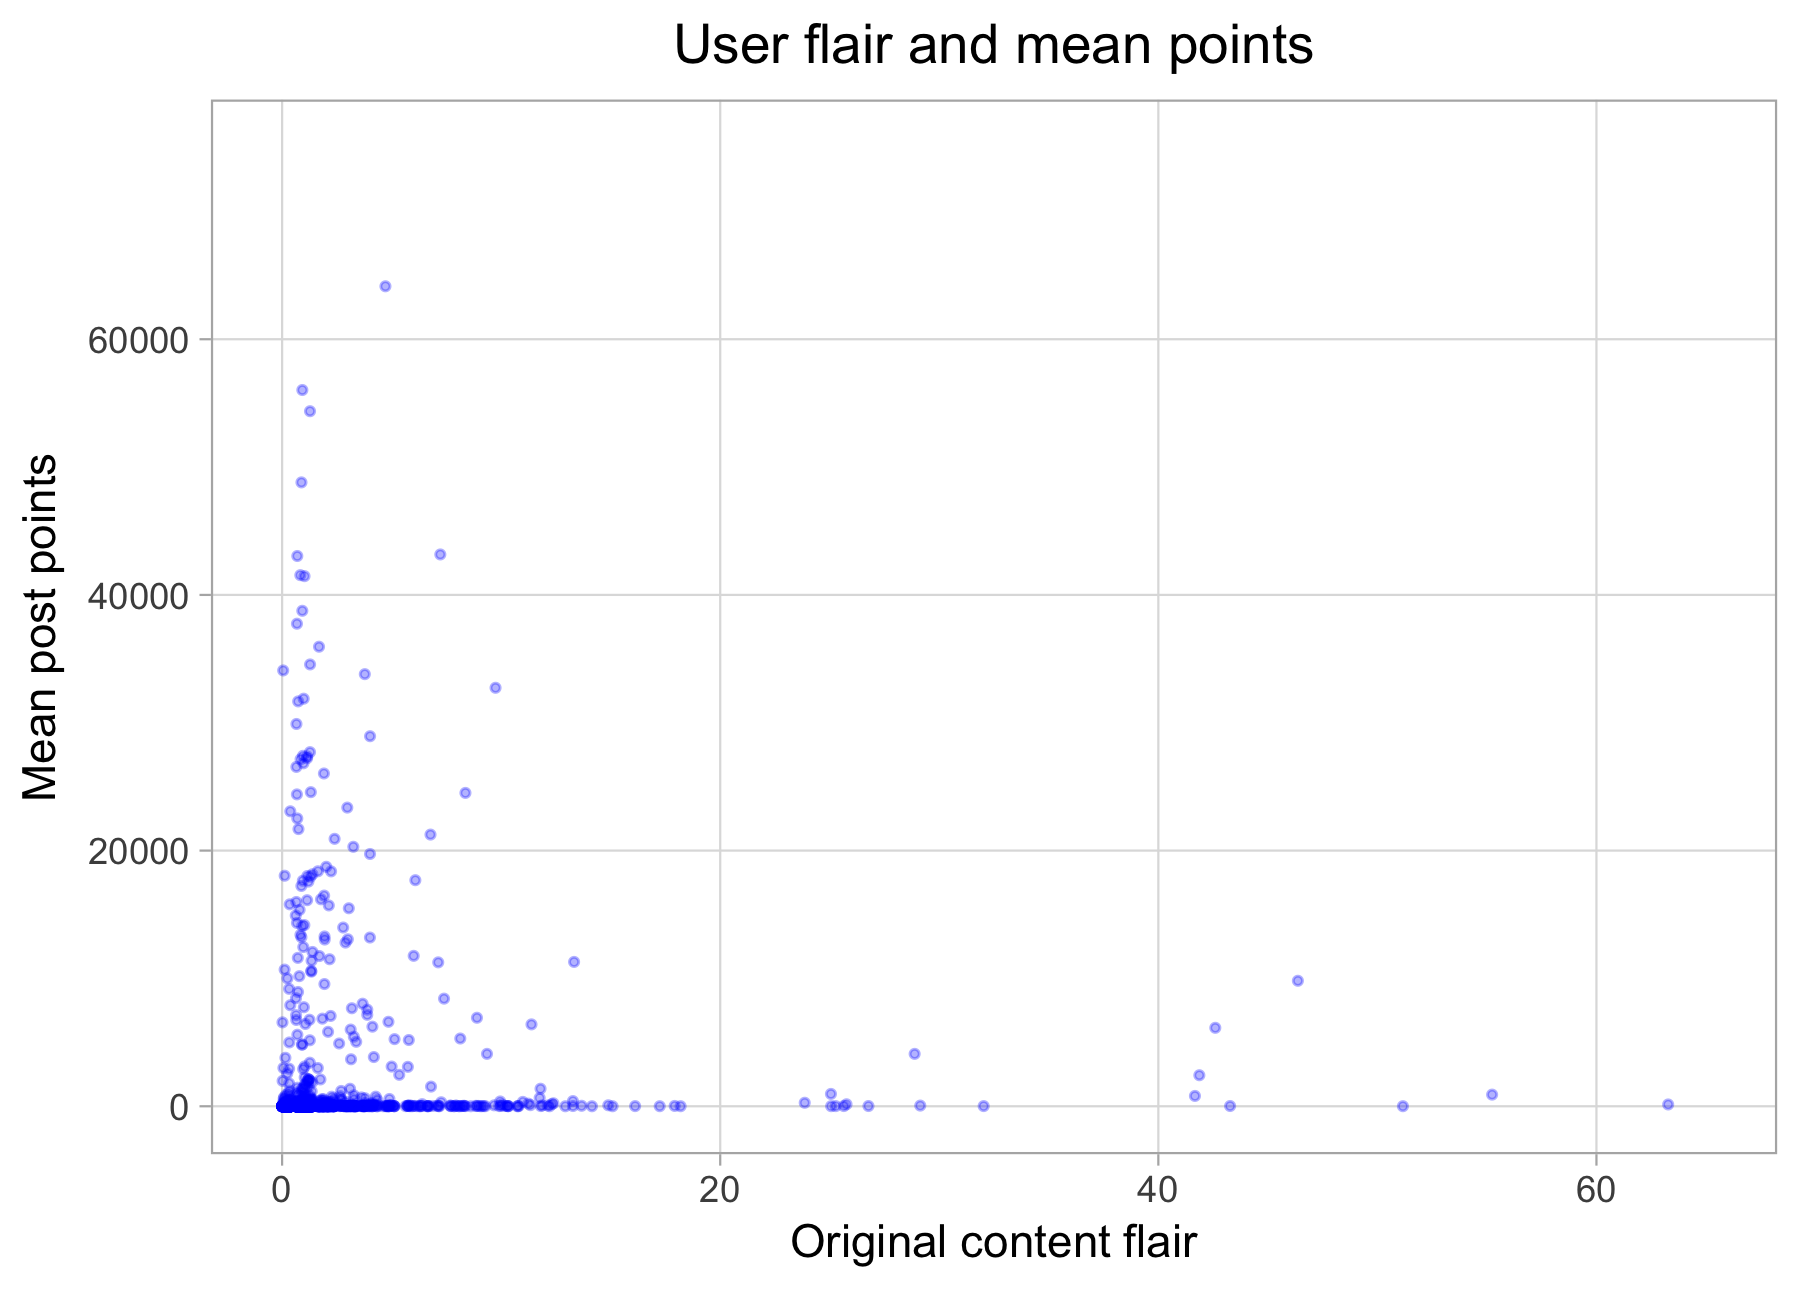 User flair and mean points
Mean post points
60000
40000
20000
0
0 20 40 60
Original content flair